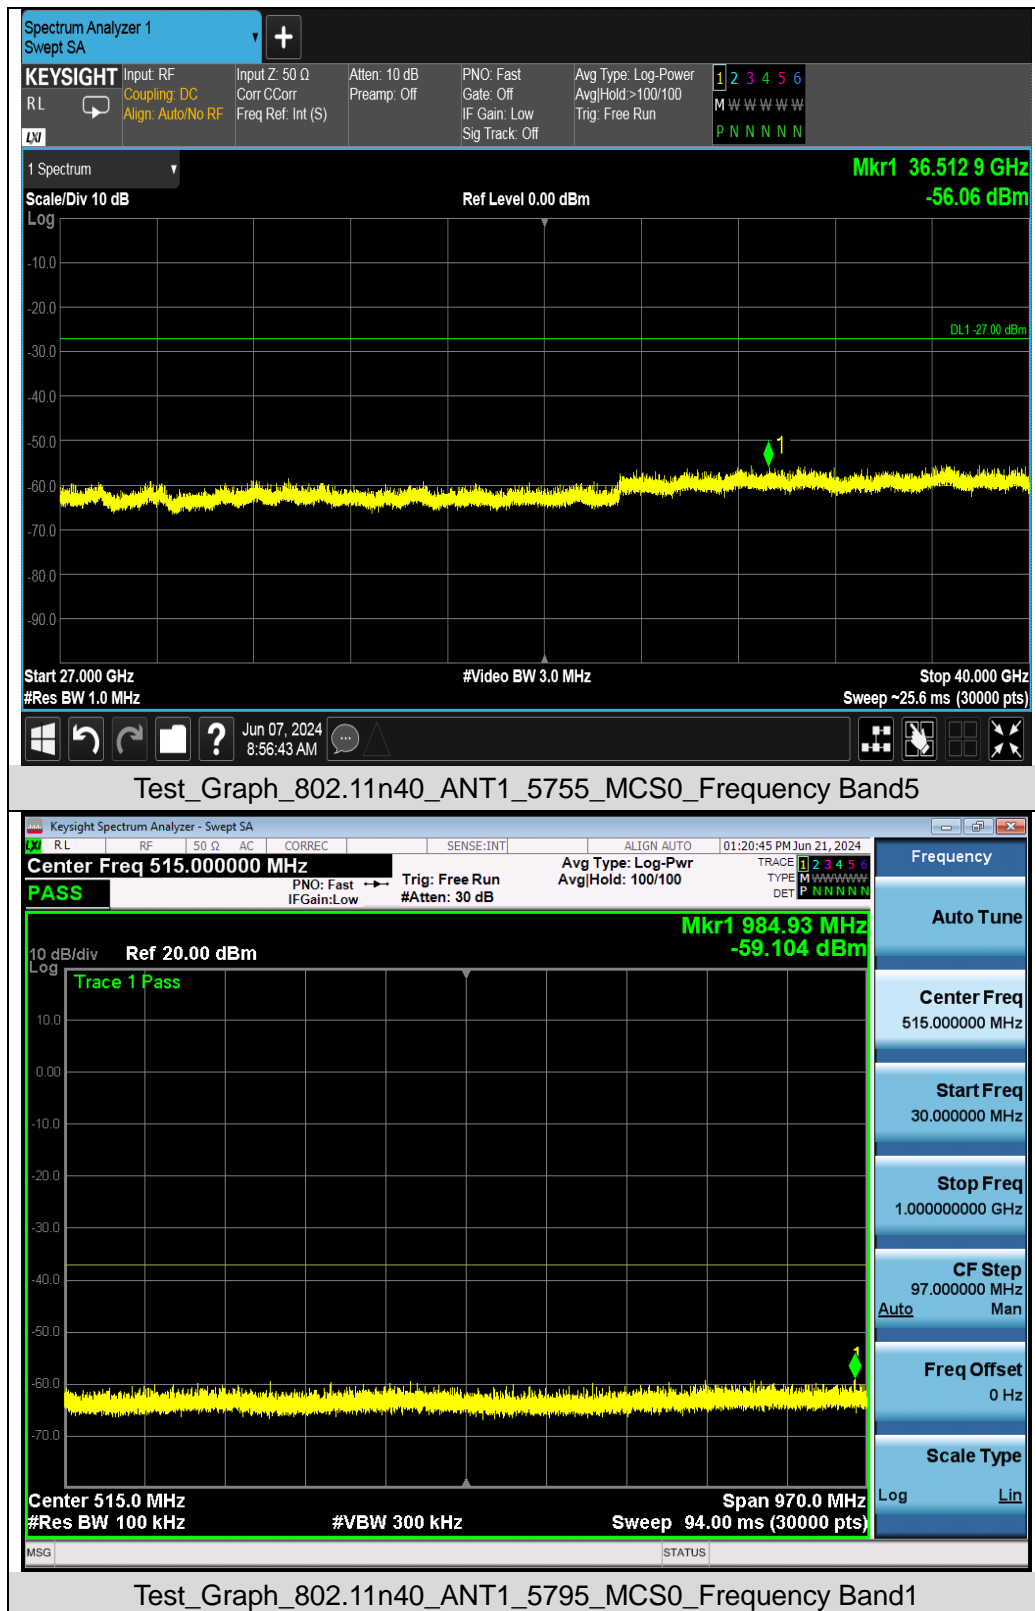 Spectrum Analyzer 1
Swept SA
KEYSIGHT Input: RF Input Z: 50 Ω Atten: 10 dB PNO: Fast Avg Type: Log-Power 1 2 3 4 5 6
RL Coupling: DC Corr CCorr Preamp: Off Gate: Off Avg|Hold:>100/100 M W W W W W
Align: Auto/No RF Freq Ref: Int (S) IF Gain: Low Trig: Free Run
LXI Sig Track: Off P N N N N N
1 Spectrum Mkr1 36.512 9 GHz
Scale/Div 10 dB Ref Level 0.00 dBm -56.06 dBm
Log
-10.0
-20.0
DL1 -27.00 dBm
-30.0
-40.0
-50.0
1
-60.0
-70.0
-80.0
-90.0
Start 27.000 GHz #Video BW 3.0 MHz Stop 40.000 GHz
#Res BW 1.0 MHz Sweep ~25.6 ms (30000 pts)
? Jun 07, 2024
8:56:43 AM
Test_Graph_802.11n40_ANT1_5755_MCS0_Frequency Band5
Keysight Spectrum Analyzer - Swept SA
LXI RL RF 50 Ω AC CORREC SENSE:INT ALIGN AUTO 01:20:45 PM Jun 21, 2024
Center Freq 515.000000 MHz Avg Type: Log-Pwr TRACE 1 2 3 4 5 6
PASS PNO: Fast Trig: Free Run Avg|Hold: 100/100 TYPE M W W W W W
IFGain:Low #Atten: 30 dB DET P N N N N N
Mkr1 984.93 MHz
10 dB/div Ref 20.00 dBm -59.104 dBm
Log
Trace 1 Pass
10.0
0.00
-10.0
-20.0
-30.0
-40.0
-50.0
1
-60.0
-70.0
Center 515.0 MHz Span 970.0 MHz
#Res BW 100 kHz #VBW 300 kHz Sweep 94.00 ms (30000 pts)
MSG STATUS
Frequency
Auto Tune
Center Freq
515.000000 MHz
Start Freq
30.000000 MHz
Stop Freq
1.000000000 GHz
CF Step
97.000000 MHz
Auto Man
Freq Offset
0 Hz
Scale Type
Log Lin
Test_Graph_802.11n40_ANT1_5795_MCS0_Frequency Band1